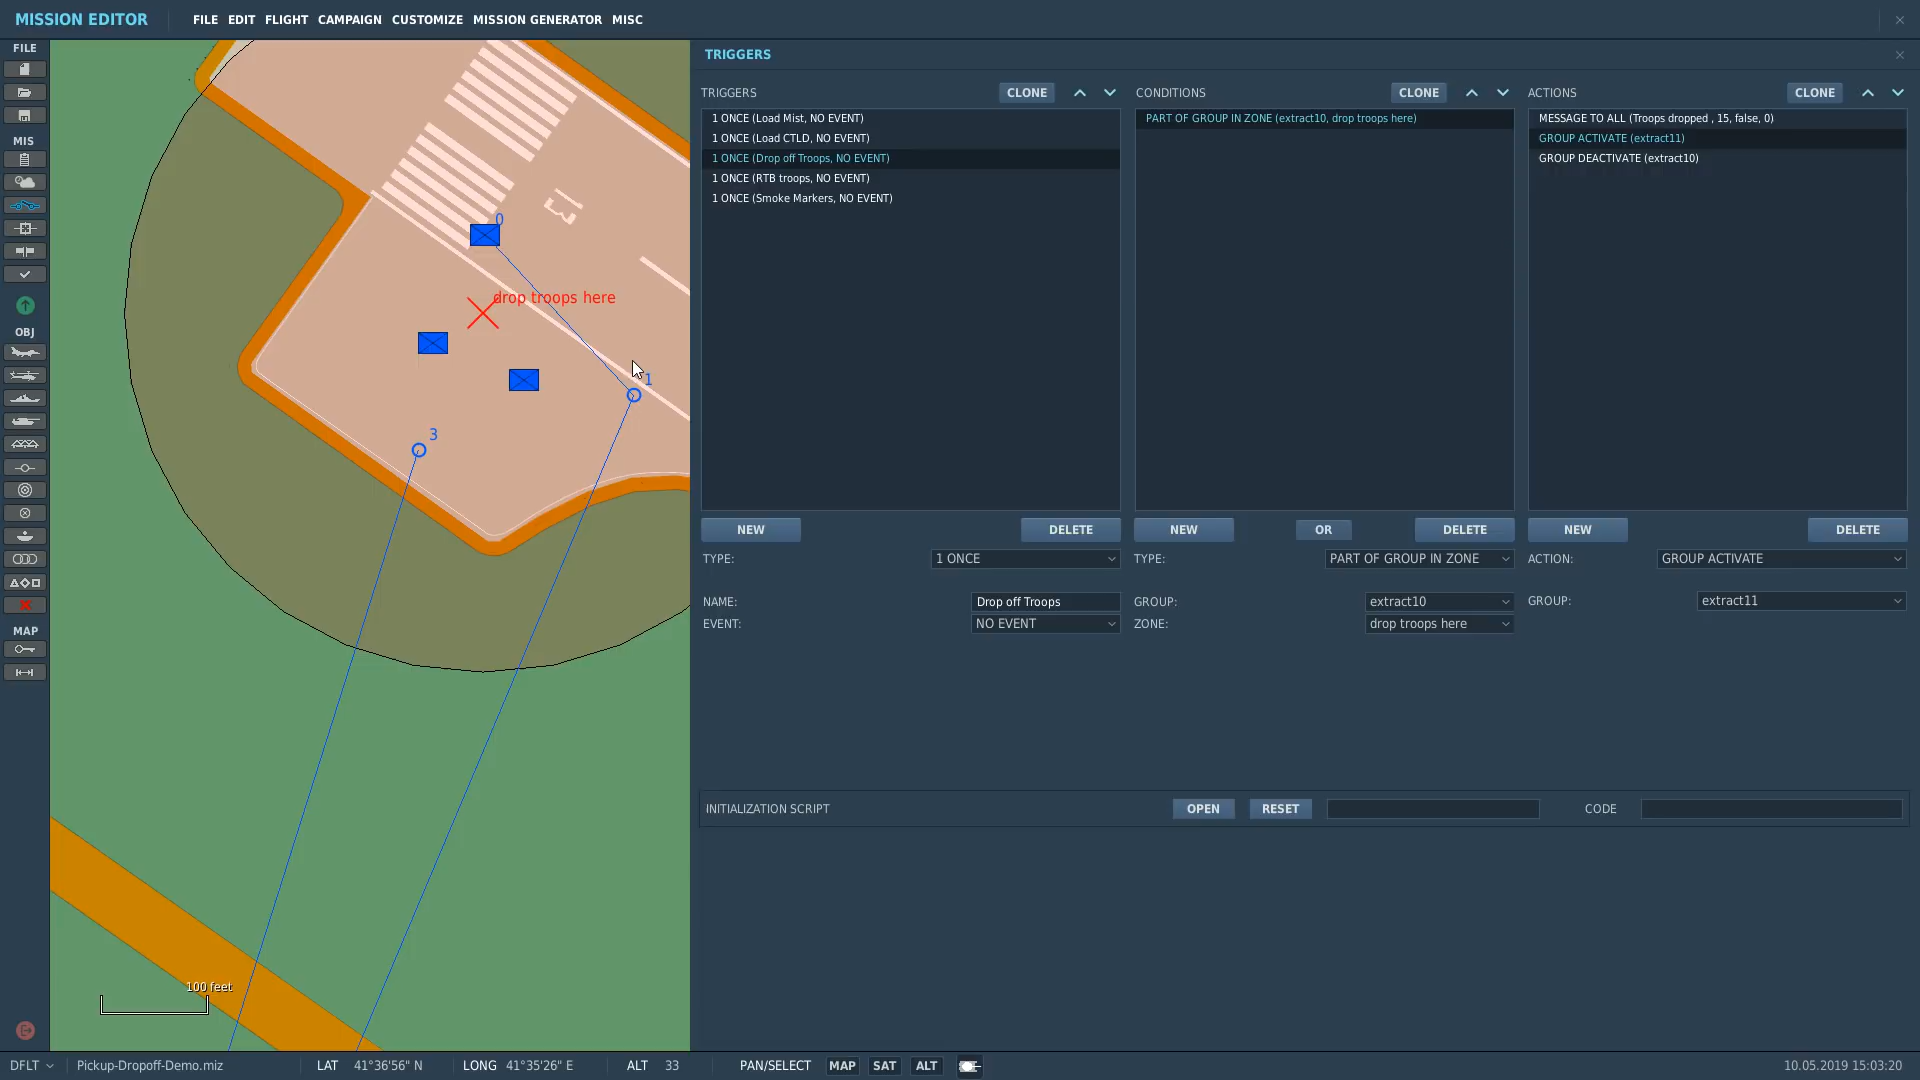 MISSION EDITOR
FILE EDIT FLIGHT CAMPAIGN CUSTOMIZE MISSION GENERATOR MISC
FILE
MIS
OBJ
MAP
13
0
drop troops here
1
3
100 feet
TRIGGERS
TRIGGERS CLONE
1 ONCE (Load Mist, NO EVENT)
1 ONCE (Load CTLD, NO EVENT)
1 ONCE (Drop off Troops, NO EVENT)
1 ONCE (RTB troops, NO EVENT)
1 ONCE (Smoke Markers, NO EVENT)
NEW DELETE
TYPE: 1 ONCE
NAME: Drop off Troops
EVENT: NO EVENT
CONDITIONS CLONE
PART OF GROUP IN ZONE (extract10, drop troops here)
NEW OR DELETE
TYPE: PART OF GROUP IN ZONE
GROUP: extract10
ZONE: drop troops here
ACTIONS CLONE
MESSAGE TO ALL (Troops dropped , 15, false, 0)
GROUP ACTIVATE (extract11)
GROUP DEACTIVATE (extract10)
NEW DELETE
ACTION: GROUP ACTIVATE
GROUP: extract11
INITIALIZATION SCRIPT OPEN RESET CODE
DFLT Pickup-Dropoff-Demo.miz LAT 41°36'56" N LONG 41°35'26" E ALT 33 PAN/SELECT MAP SAT ALT 10.05.2019 15:03:20